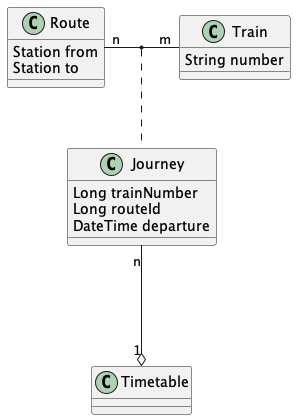 C Route
Station from
Station to
n
m
C Train
String number
C Journey
Long trainNumber
Long routeId
DateTime departure
n
1
C Timetable